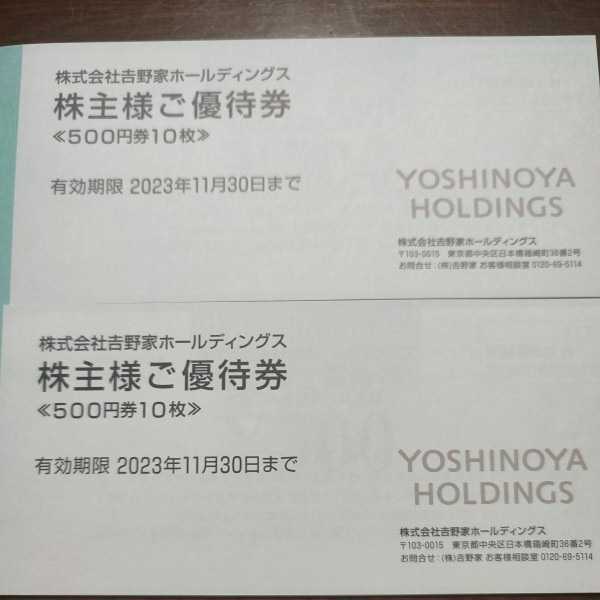 株式会社𠮷野家ホールディングス
株主様ご優待券
≪500円券10枚≫
有効期限 2023年11月30日まで
YOSHINOYA
HOLDINGS
株式会社𠮷野家ホールディングス
〒103-0015 東京都中央区日本橋箱崎町36番2号
お問合せ:(株)𠮷野家 お客様相談室 0120-69-5114
株式会社𠮷野家ホールディングス
株主様ご優待券
≪500円券10枚≫
有効期限 2023年11月30日まで
YOSHINOYA
HOLDINGS
株式会社𠮷野家ホールディングス
〒103-0015 東京都中央区日本橋箱崎町36番2号
お問合せ:(株)𠮷野家 お客様相談室 0120-69-5114